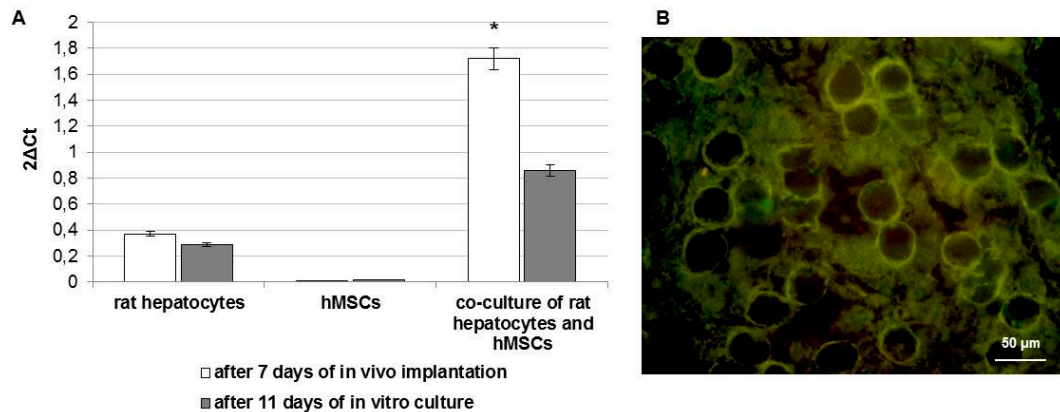 A
B
2ΔCt
2
1,8
1,6
1,4
1,2
1
0,8
0,6
0,4
0,2
0
*
rat hepatocytes
hMSCs
co-culture of rat
hepatocytes and
hMSCs
after 7 days of in vivo implantation
after 11 days of in vitro culture
50 µm